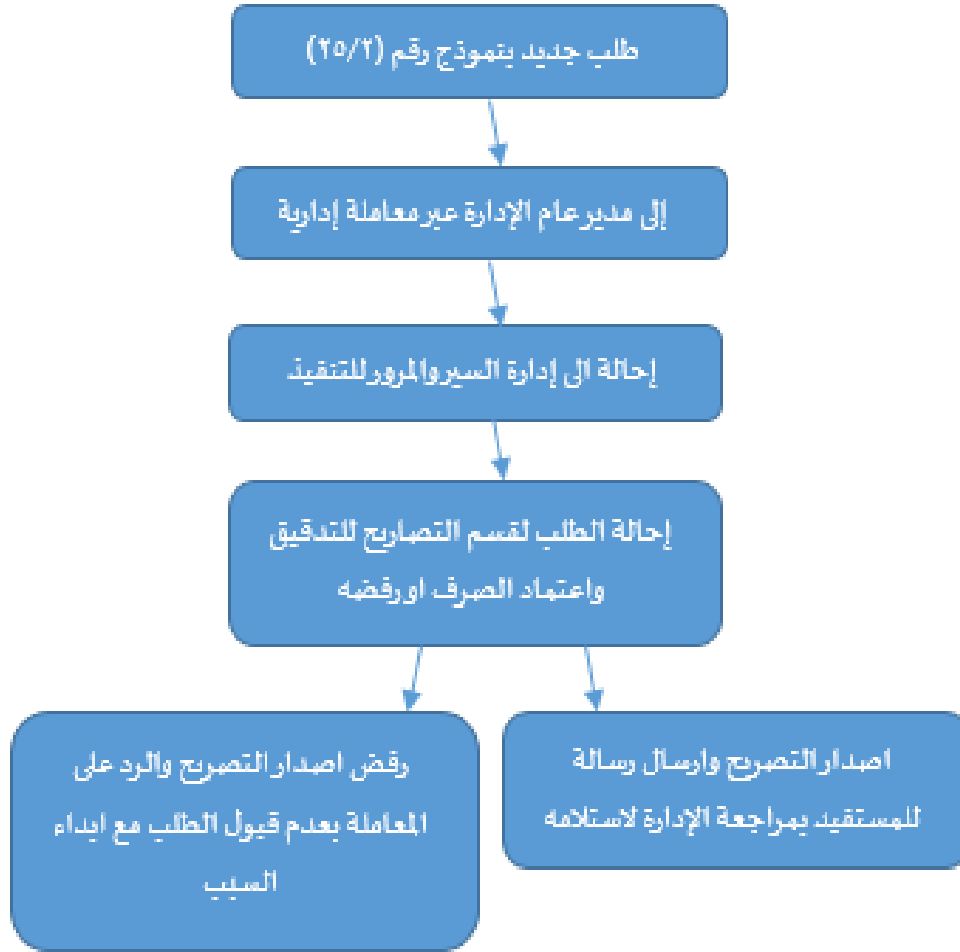 طلب جديد بنموذج رقم (٢٥/٢)
إلى مدير عام الإدارة عبر معاملة إدارية
إحالة الى إدارة السير والمرور للتنفيذ
إحالة الطلب لقسم التصاريح للتدقيق
واعتماد الصرف او رفضه
اصدار التصريح وارسال رسالة
للمستفيد بمراجعة الإدارة لاستلامه
رفض اصدار التصريح والرد على
المعاملة بعدم قبول الطلب مع ابداء
السبب